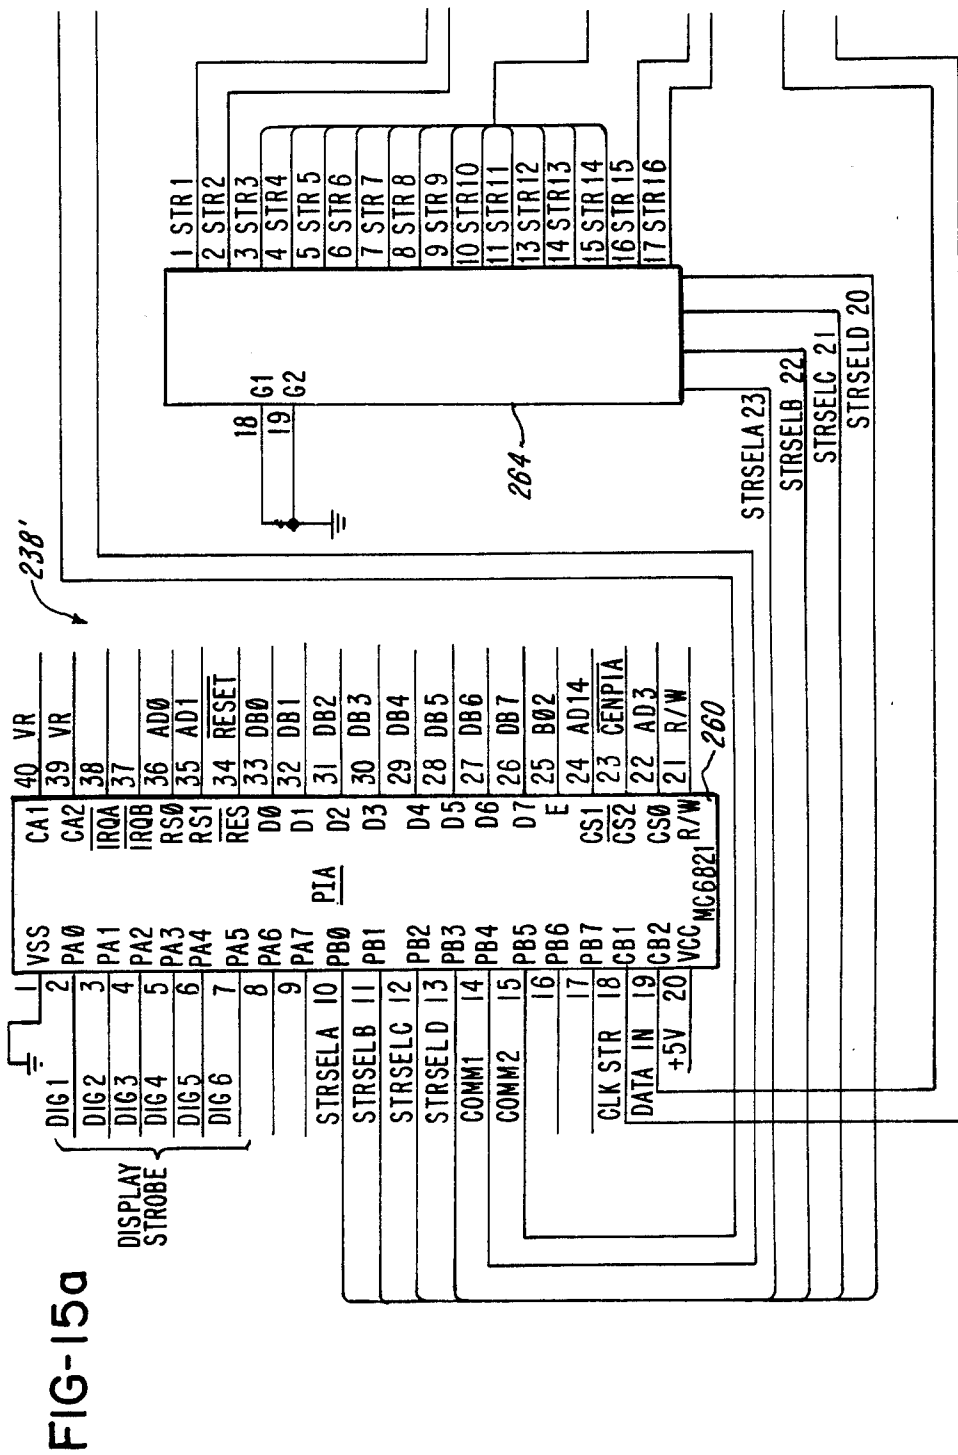 FIG-15a
238'
DISPLAY
STROBE
DIG1
DIG2
DIG3
DIG4
DIG5
DIG6
STRSELA
STRSELB
STRSELC
STRSELD
COMM1
COMM2
CLK STR
DATA IN
+5V
1
2
3
4
5
6
7
8
9
10
11
12
13
14
15
16
17
18
19
20
VSS
PA0
PA1
PA2
PA3
PA4
PA5
PA6
PA7
PB0
PB1
PB2
PB3
PB4
PB5
PB6
PB7
CB1
CB2
VCC
PIA
MC6821
CA1
CA2
IRQA
IRQB
RS0
RS1
RES
D0
D1
D2
D3
D4
D5
D6
D7
E
CS1
CS2
CS0
R/W
40 VR
39 VR
38
37
36 AD0
35 AD1
34 RESET
33 DB0
32 DB1
31 DB2
30 DB3
29 DB4
28 DB5
27 DB6
26 DB7
25 B02
24 AD14
23 CENPIA
22 AD3
21 R/W
260
18
19
G1
G2
264
STRSELA 23
STRSELB 22
STRSELC 21
STRSELD 20
1 STR1
2 STR2
3 STR3
4 STR4
5 STR5
6 STR6
7 STR7
8 STR8
9 STR9
10 STR10
11 STR11
13 STR12
14 STR13
15 STR14
16 STR15
17 STR16